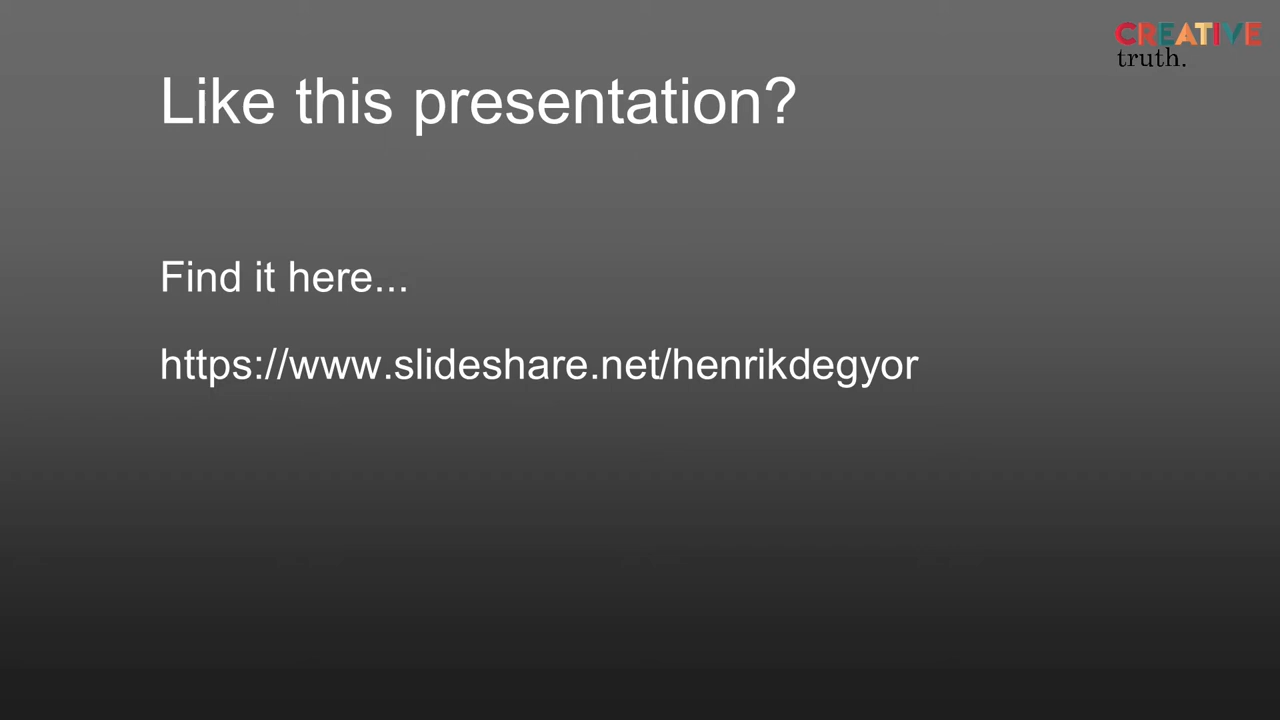 CREATIVE
truth.
Like this presentation?
Find it here...
https://www.slideshare.net/henrikdegyor